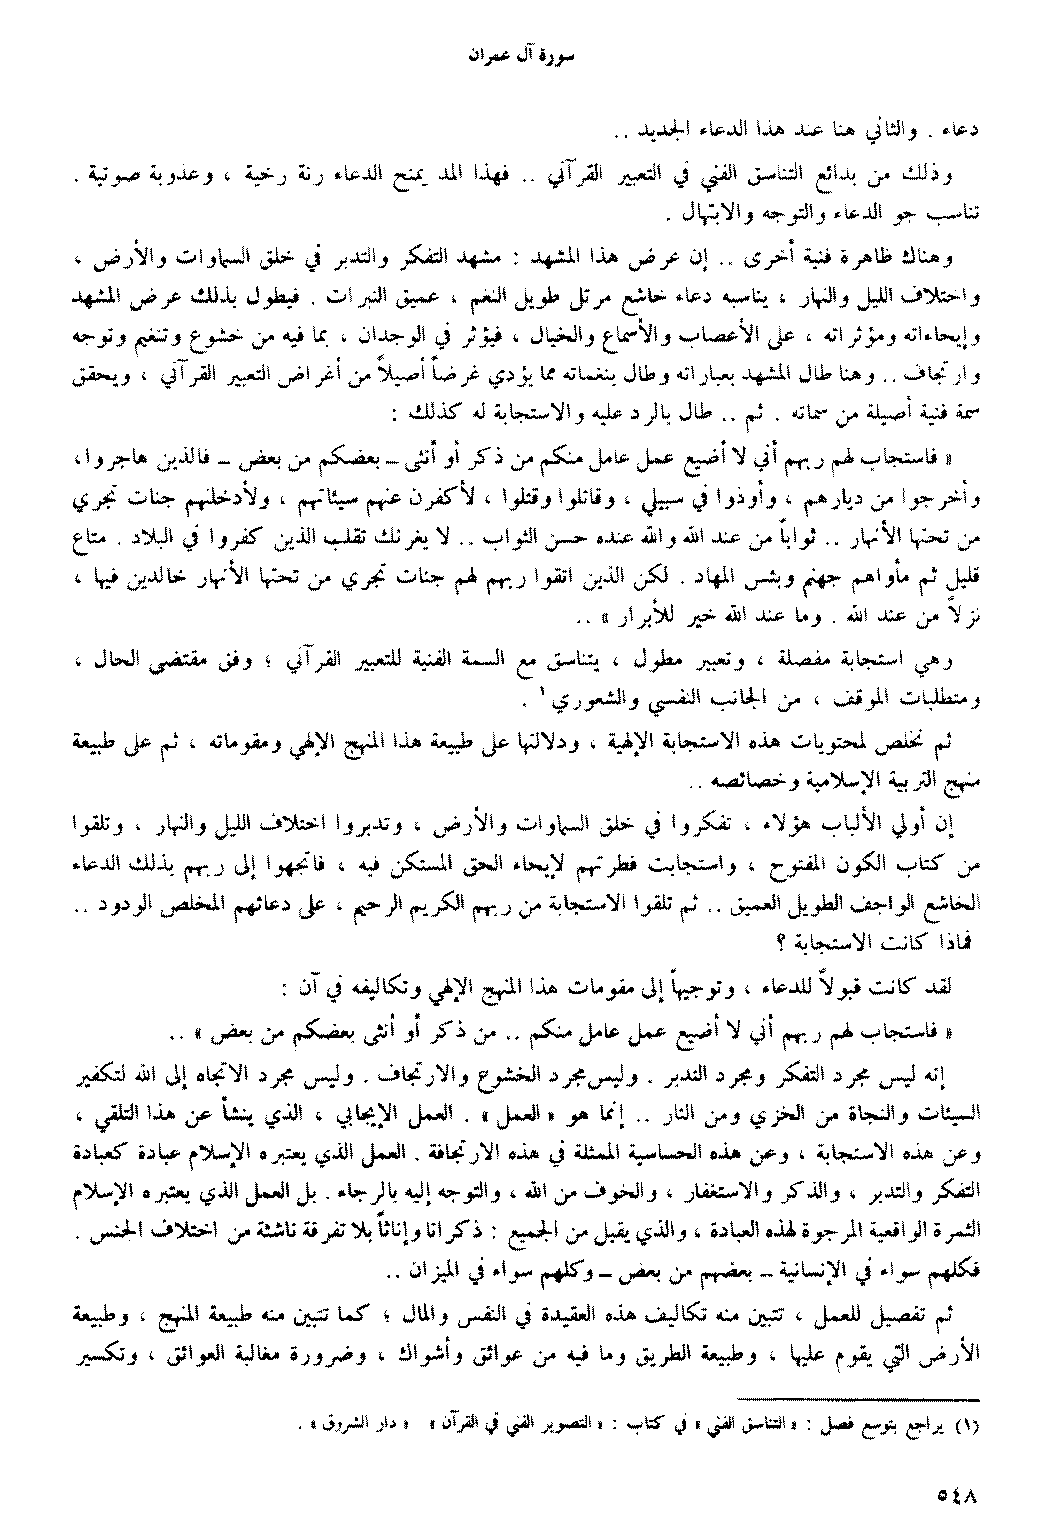 سورة آل عمران
دعاء . والثاني هنا عند هذا الدعاء الجديد ..
وذلك من بدائع التناسق الفني في التعبير القرآني .. فهذا المد يمنح الدعاء رنة رخية ، وعذوبة صوتية .
تناسب جو الدعاء والتوجه والابتهال .
وهناك ظاهرة فنية أخرى .. إن عرض هذا المشهد : مشهد التفكر والتدبر في خلق السماوات والأرض ،
واختلاف الليل والنهار ، يناسبه دعاء خاشع مرتل طويل النغم ، عميق النبرات . فيطول بذلك عرض المشهد
وإيحاءاته ومؤثراته ، على الأعصاب والأسماع والخيال ، فيؤثر في الوجدان ، بما فيه من خشوع وتنغيم وتوجه
وارتجاف .. وهنا طال المشهد بعباراته وطال بنغماته مما يؤدي غرضاً أصيلاً من أغراض التعبير القرآني ، ويحقق
سمة فنية أصيلة من سماته . ثم .. طال بالرد عليه والاستجابة له كذلك :
« فاستجاب لهم ربهم أني لا أضيع عمل عامل منكم من ذكر أو أنثى – بعضكم من بعض – فالذين هاجروا،
وأخرجوا من ديارهم ، وأوذوا في سبيلي ، وقاتلوا وقتلوا ، لأكفرن عنهم سيئاتهم ، ولأدخلنهم جنات تجري
من تحتها الأنهار .. ثواباً من عند الله والله عنده حسن الثواب .. لا يغرنك تقلب الذين كفروا في البلاد . متاع
قليل ثم مأواهم جهنم وبئس المهاد . لكن الذين اتقوا ربهم لهم جنات تجري من تحتها الأنهار خالدين فيها ،
نزلاً من عند الله . وما عند الله خير للأبرار » ..
وهي استجابة مفصلة ، وتعبير مطول ، يتناسق مع السمة الفنية للتعبير القرآني ؛ وفق مقتضى الحال ،
ومتطلبات الموقف ، من الجانب النفسي والشعوري ١ .
ثم نخلص لمحتويات هذه الاستجابة الإلهية ، ودلالتها على طبيعة هذا المنهج الإلهي ومقوماته ، ثم على طبيعة
منهج التربية الإسلامية وخصائصه ..
إن أولي الألباب هؤلاء ، تفكروا في خلق السماوات والأرض ، وتدبروا اختلاف الليل والنهار ، وتلقوا
من كتاب الكون المفتوح ، واستجابت فطرتهم لإيحاء الحق المستكن فيه ، فاتجهوا إلى ربهم بذلك الدعاء
الخاشع الواجف الطويل العميق .. ثم تلقوا الاستجابة من ربهم الكريم الرحيم ، على دعائهم المخلص الودود ..
فماذا كانت الاستجابة ؟
لقد كانت قبولاً للدعاء ، وتوجيهاً إلى مقومات هذا المنهج الإلهي وتكاليفه في آن :
« فاستجاب لهم ربهم أني لا أضيع عمل عامل منكم .. من ذكر أو أنثى بعضكم من بعض » ..
إنه ليس مجرد التفكر ومجرد التدبر . وليس مجرد الخشوع والارتجاف . وليس مجرد الاتجاه إلى الله لتكفير
السيئات والنجاة من الخزي ومن النار .. إنما هو « العمل » . العمل الإيجابي ، الذي ينشأ عن هذا التلقي ،
وعن هذه الاستجابة ، وعن هذه الحساسية الممثلة في هذه الارتجافة . العمل الذي يعتبره الإسلام عبادة كعبادة
التفكر والتدبر ، والذكر والاستغفار ، والخوف من الله ، والتوجه إليه بالرجاء . بل العمل الذي يعتبره الإسلام
الثمرة الواقعية المرجوة لهذه العبادة ، والذي يقبل من الجميع : ذكرانا وإناثاً بلا تفرقة ناشئة من اختلاف الجنس .
فكلهم سواء في الإنسانية – بعضهم من بعض – وكلهم سواء في الميزان ..
ثم تفصيل للعمل ، تتبين منه تكاليف هذه العقيدة في النفس والمال ؛ كما تتبين منه طبيعة المنهج ، وطبيعة
الأرض التي يقوم عليها ، وطبيعة الطريق وما فيه من عوائق وأشواك ، وضرورة مغالبة العوائق ، وتكسير
(١) يراجع بتوسع فصل : « التناسق الفني » في كتاب : « التصوير الفني في القرآن » « دار الشروق » .
٥٤٨